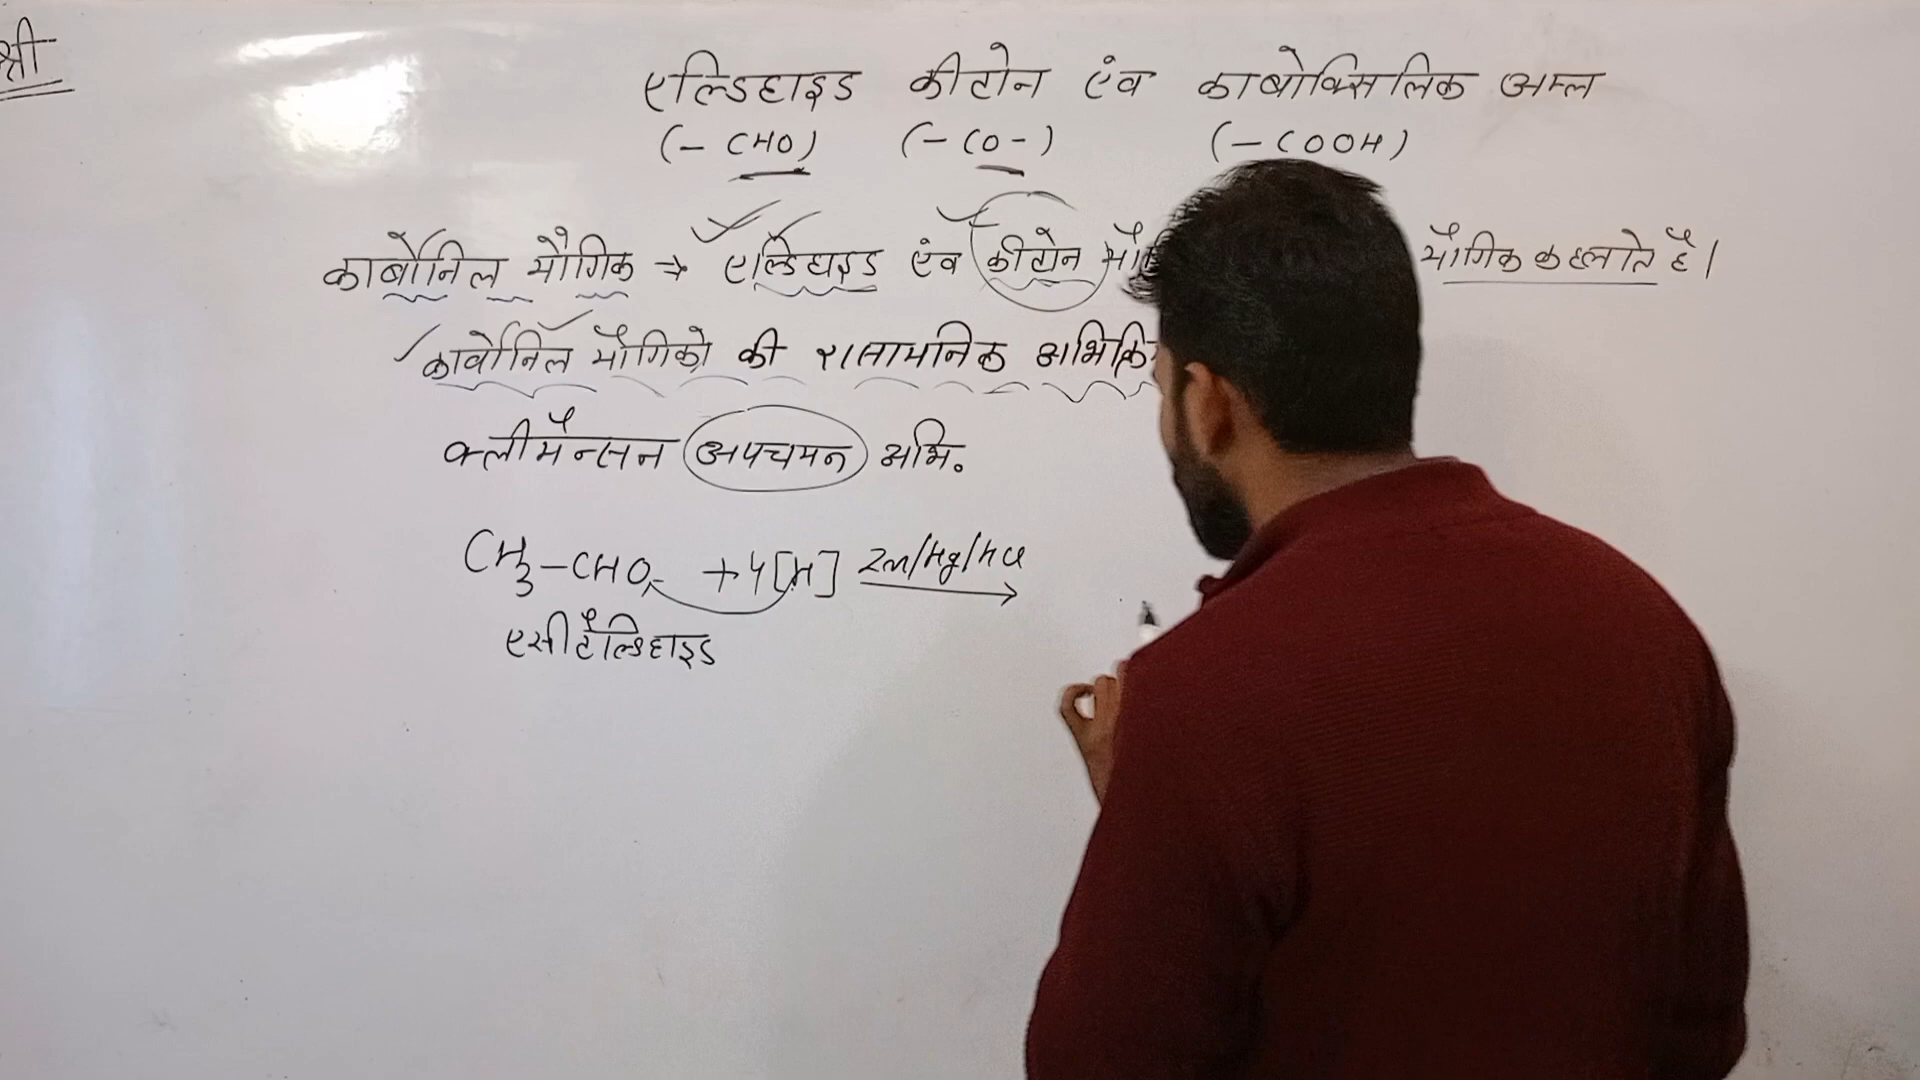 श्री
एल्डिहाइड कीटोन एंव कार्बोक्सिलिक अम्ल
(- CHO) (- CO -) (- COOH)
कार्बोनिल यौगिक → एल्डिहाइड एंव कीटोन यौगिक कहलाते है।
कार्बोनिल यौगिको की रासायनिक
क्लीमैन्सन अपचयन अभि.
CH3-CHO + 4[H] Zn/Hg/HCl →
एसीटैल्डिहाइड